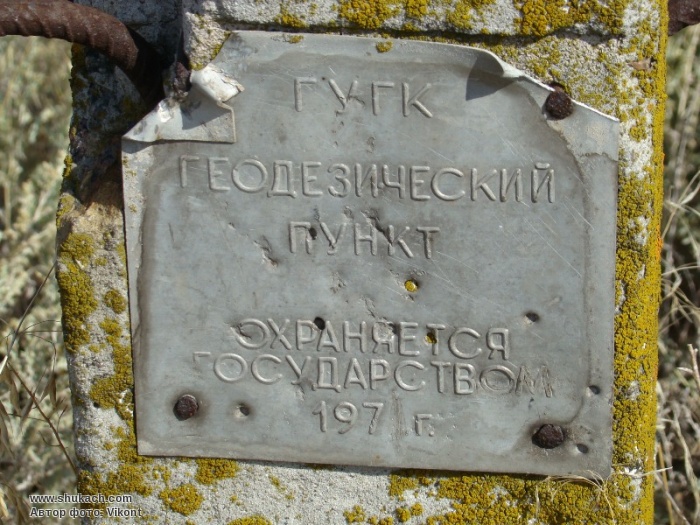 ГУГК
ГЕОДЕЗИЧЕСКИЙ
ПУНКТ
ОХРАНЯЕТСЯ
ГОСУДАРСТВОМ
197 г.
www.shukach.com
Автор фото: Vikont